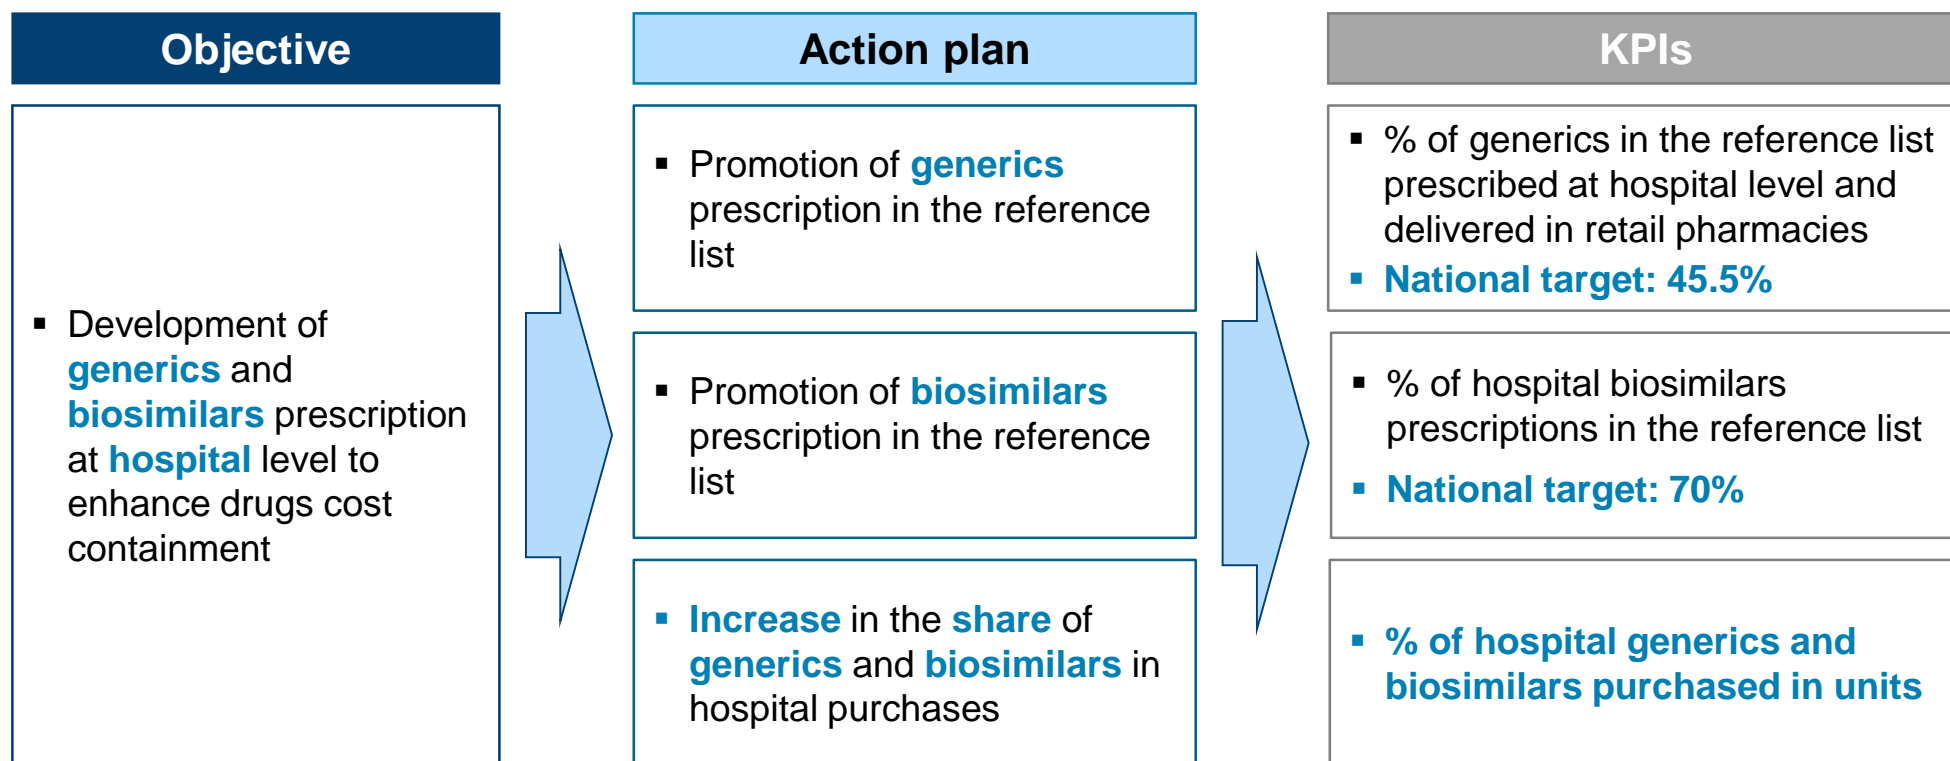 Objective
Action plan
KPIs
▪ Development of
generics and
biosimilars prescription
at hospital level to
enhance drugs cost
containment
▪ Promotion of generics
prescription in the reference
list
▪ Promotion of biosimilars
prescription in the reference
list
▪ Increase in the share of
generics and biosimilars in
hospital purchases
▪ % of generics in the reference list
prescribed at hospital level and
delivered in retail pharmacies
▪ National target: 45.5%
▪ % of hospital biosimilars
prescriptions in the reference list
▪ National target: 70%
▪ % of hospital generics and
biosimilars purchased in units